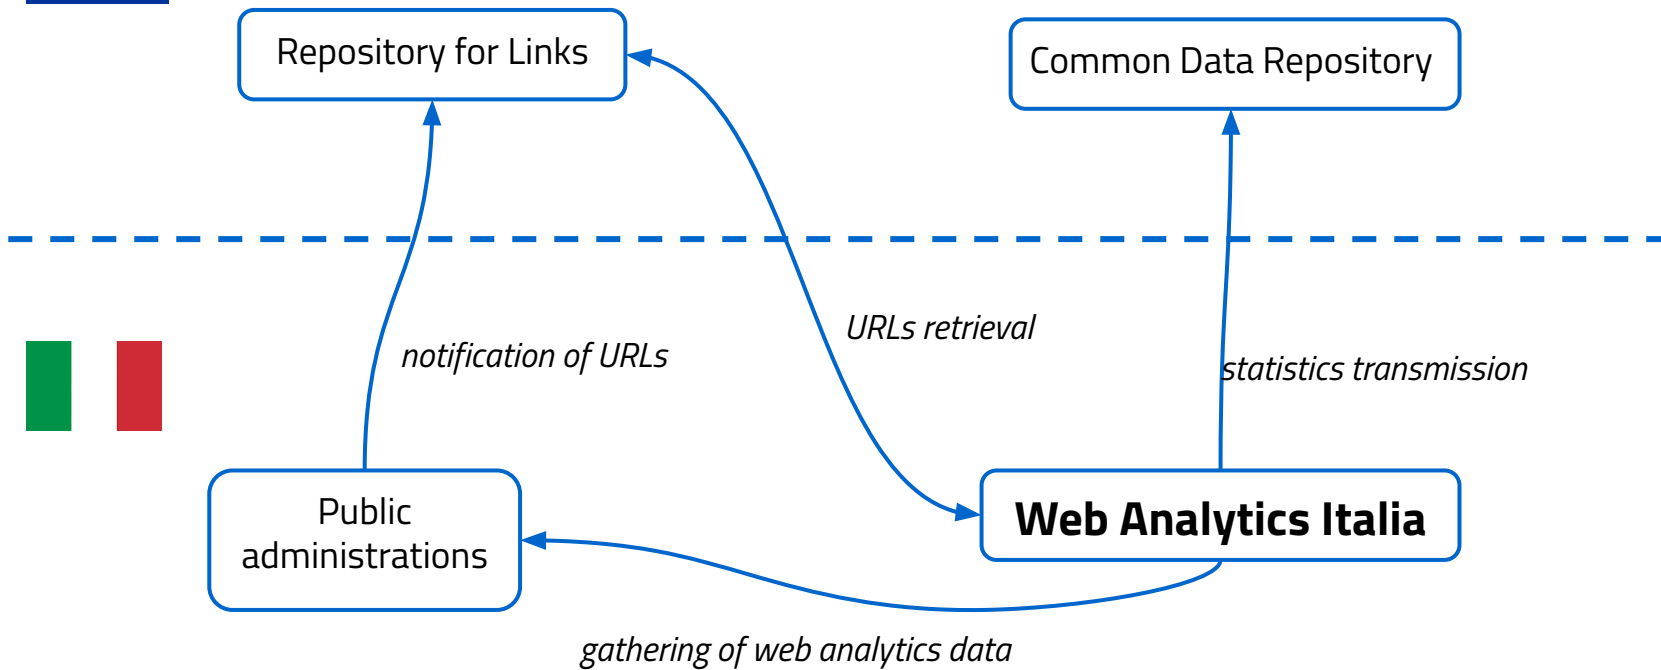 Repository for Links
Common Data Repository
URLs retrieval
notification of URLs
statistics transmission
Public
administrations
Web Analytics Italia
gathering of web analytics data